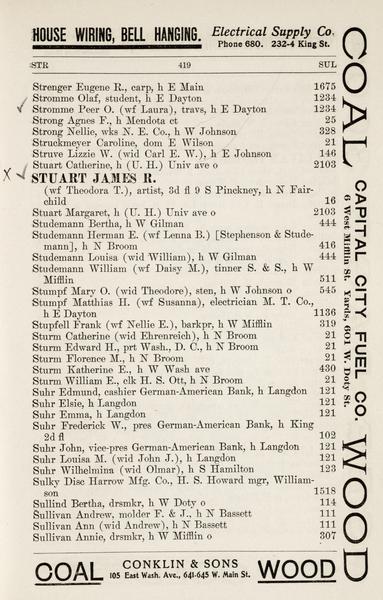 HOUSE WIRING, BELL HANGING. Electrical Supply Co.
Phone 680. 232-4 King St.
STR 419 SUL
Strenger Eugene R., carp, h E Main 1675
Stromme Olaf, student, h E Dayton 1234
Stromme Peer O. (wf Laura), travs, h E Dayton 1234
Strong Agnes F., h Mendota ct 25
Strong Nellie, wks N. E. Co., h W Johnson 328
Struckmeyer Caroline, dom E Wilson 21
Struve Lizzie W. (wid Carl E. W.), h E Johnson 146
Stuart Catherine, h (U. H.) Univ ave o 2103
STUART JAMES R.
(wf Theodora T.), artist, 3d fl 9 S Pinckney, h N Fair-
child 16
Stuart Margaret, h (U. H.) Univ ave o 2103
Studemann Bertha, h W Gilman 444
Studemann Herman E. (wf Lenna B.) [Stephenson & Stude-
mann], h N Broom 416
Studemann Louisa (wid William), h W Gilman 444
Studemann William (wf Daisy M.), tinner S. & S., h W
Mifflin 511
Stumpf Mary O. (wid Theodore), sten, h W Johnson o 545
Stumpf Matthias H. (wf Susanna), electrician M. T. Co.,
h E Dayton 1136
Stupfell Frank (wf Nellie E.), barkpr, h W Mifflin 319
Sturm Catherine (wid Ehrenreich), h N Broom 21
Sturm Edward H., prt Wash., D. C., h N Broom 21
Sturm Florence M., h N Broom 21
Sturm Katherine E., h W Wash ave 430
Sturm William E., clk H. S. Ott, h N Broom 21
Suhr Edmund, cashier German-American Bank, h Langdon 121
Suhr Elsie, h Langdon 121
Suhr Emma, h Langdon 121
Suhr Frederick W., pres German-American Bank, h King
2d fl 102
Suhr John, vice-pres German-American Bank, h Langdon 121
Suhr Louisa M. (wid John J.), h Langdon 121
Suhr Wilhelmina (wid Olmar), h S Hamilton 123
Sulky Disc Harrow Mfg. Co., H. S. Howard mgr, William-
son 1518
Sullind Bertha, drsmkr, h W Doty o 114
Sullivan Andrew, molder F. & J., h N Bassett 111
Sullivan Ann (wid Andrew), h N Bassett 111
Sullivan Annie, drsmkr, h W Mifflin o 307
COAL CONKLIN & SONS WOOD
105 East Wash. Ave., 641-645 W. Main St.
COAL CAPITAL CITY FUEL CO. WOOD
6 West Mifflin St. Yards, 601 W. Doty St.